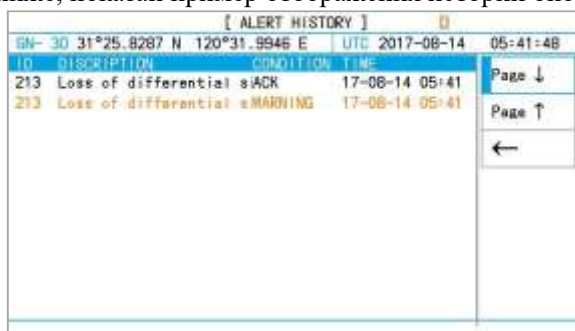 [ ALERT HISTORY ]
GN- 3D 31°25.8287 N 120°31.9946 E UTC 2017-08-14 05:41:48
ID DISCRIPTION CONDITION TIME
213 Loss of differential s ACK 17-08-14 05:41
213 Loss of differential s WARNING 17-08-14 05:41
Page ↓
Page ↑
←